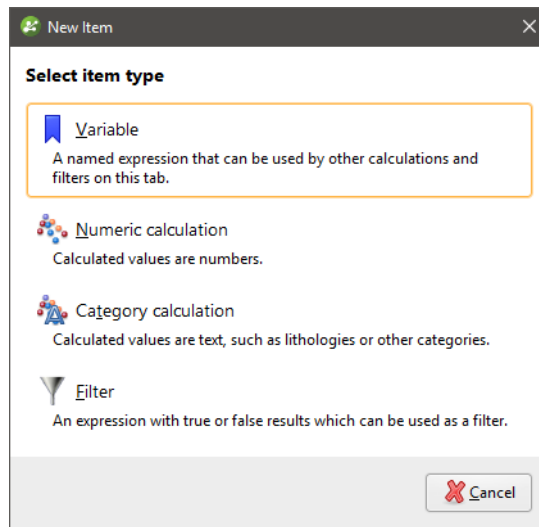 New Item
Select item type
Variable
A named expression that can be used by other calculations and
filters on this tab.
Numeric calculation
Calculated values are numbers.
Category calculation
Calculated values are text, such as lithologies or other categories.
Filter
An expression with true or false results which can be used as a filter.
Cancel